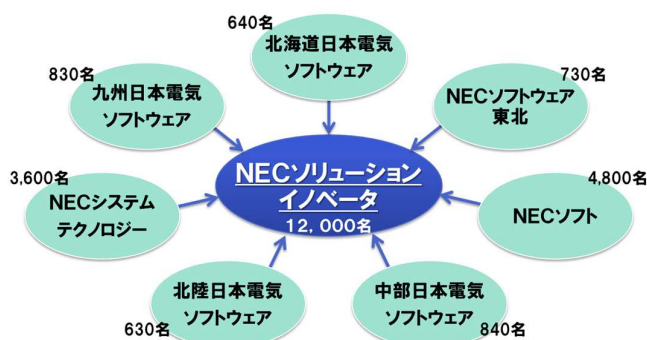 640名
北海道日本電気
ソフトウェア
830名
九州日本電気
ソフトウェア
730名
NECソフトウェア
東北
NECソリューション
イノベータ
12,000名
3,600名
NECシステム
テクノロジー
4,800名
NECソフト
北陸日本電気
ソフトウェア
630名
中部日本電気
ソフトウェア
840名